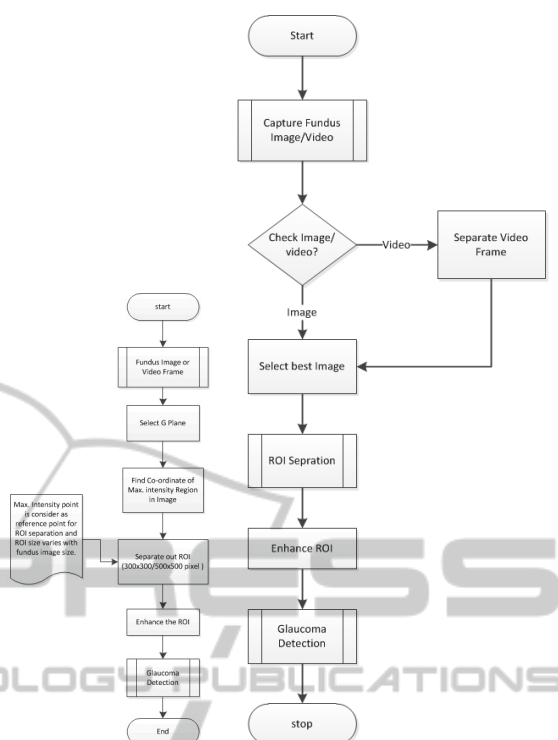 Start
Capture Fundus
Image/Video
Check Image/
video?
Video
Separate Video
Frame
Image
Select best Image
ROI Sepration
Enhance ROI
Glaucoma
Detection
stop
start
Fundus Image or
Video Frame
Select G Plane
Find Co-ordinate of
Max. intensity Region
in Image
Max. Intensity point
is consider as
reference point for
ROI separation and
ROI size varies with
fundus image size.
Separate out ROI
(300x300/500x500 pixel )
Enhance the ROI
Glaucoma
Detection
End
PRESS
OLOGY PUBLICATIONS